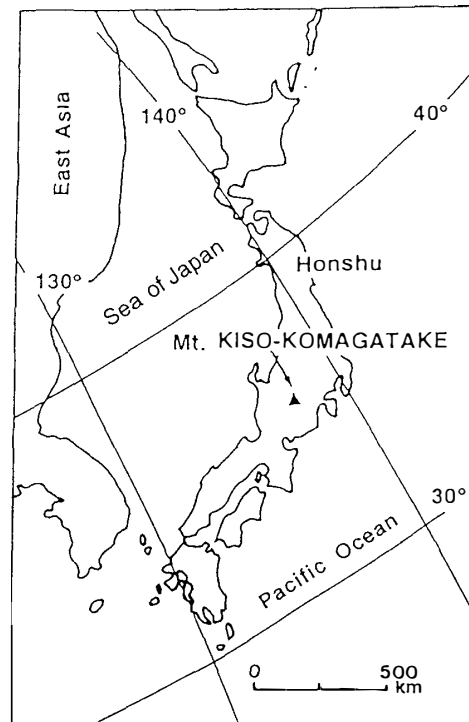 East Asia
140°
40°
130°
Sea of Japan
Honshu
Mt. KISO-KOMAGATAKE
30°
Pacific Ocean
0 500
km